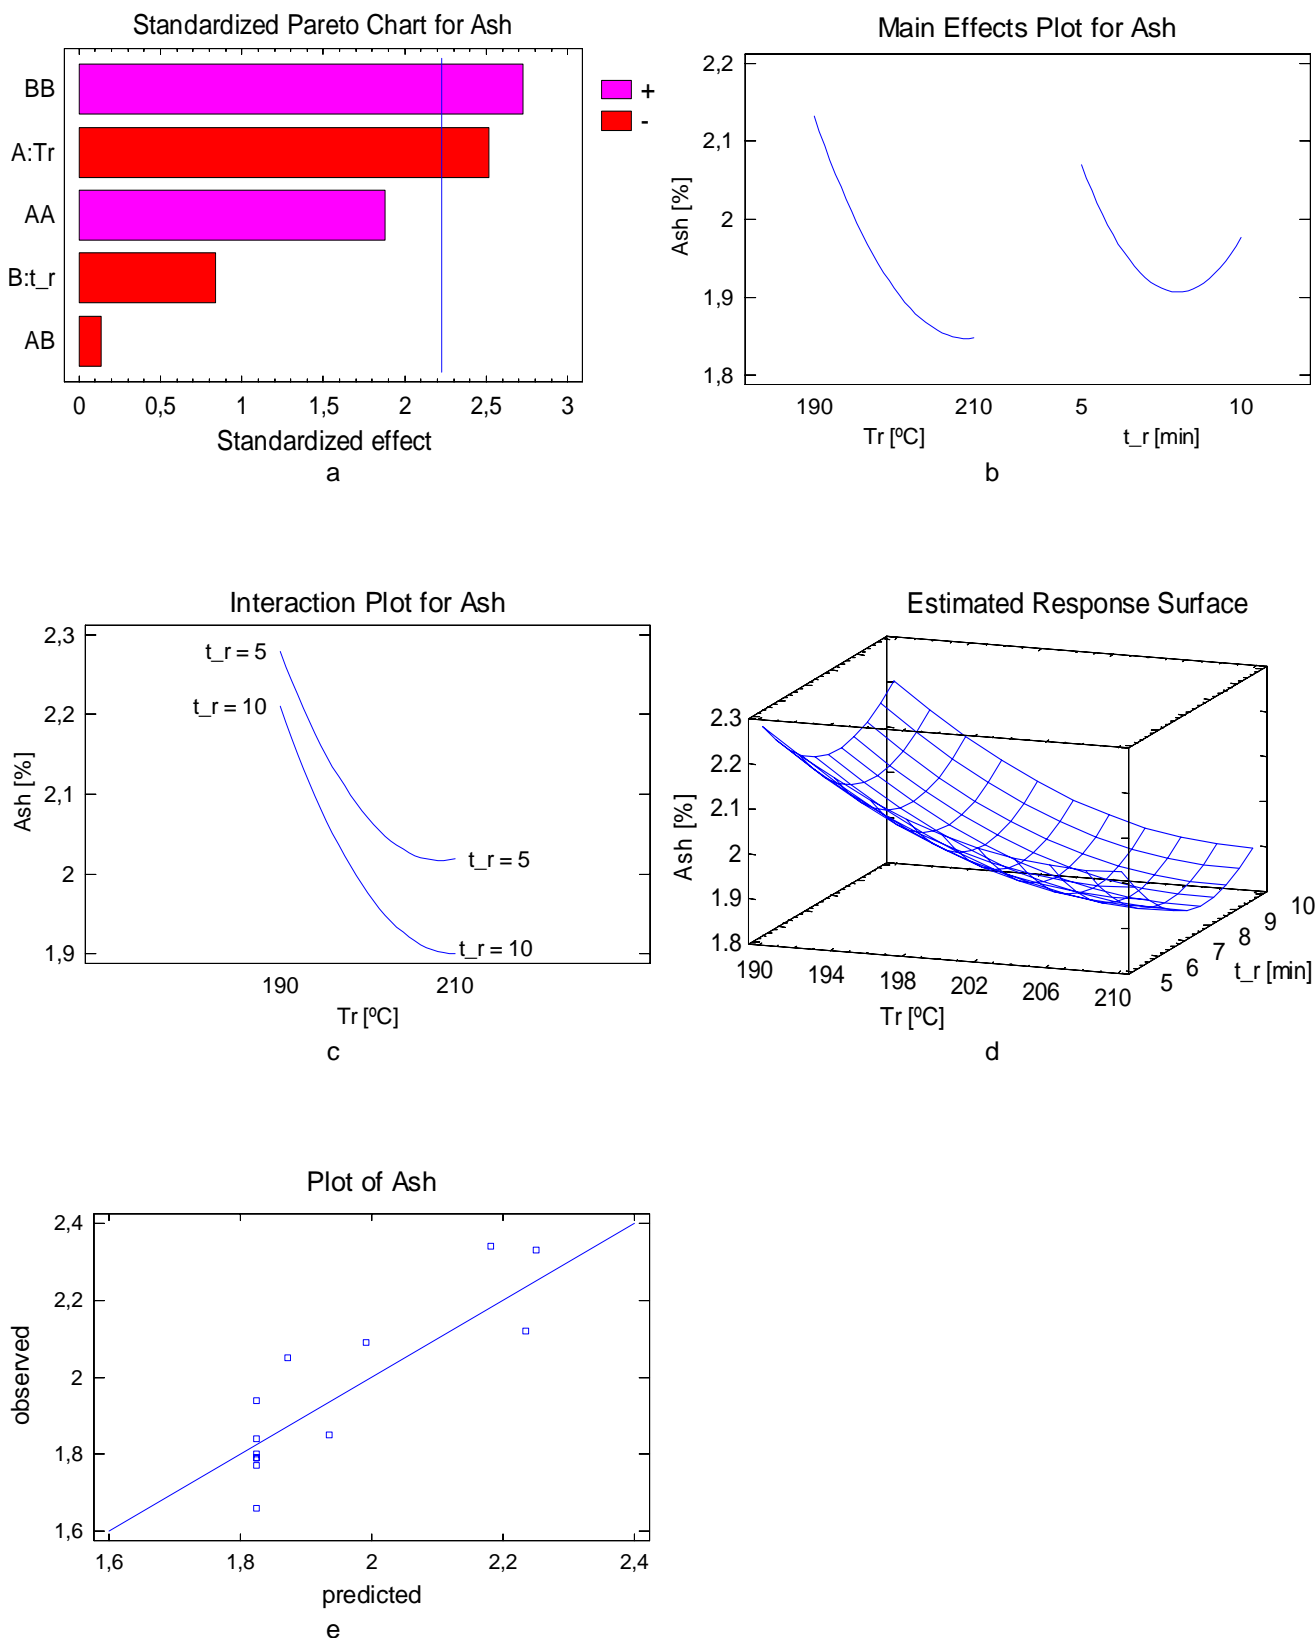 Standardized Pareto Chart for Ash
BB
A:Tr
AA
B:t_r
AB
+
-
0 0,5 1 1,5 2 2,5 3
Standardized effect
a
Main Effects Plot for Ash
2,2
2,1
2
1,9
1,8
Ash [%]
190 210 5 10
Tr [ºC] t_r [min]
b
Interaction Plot for Ash
2,3
2,2
2,1
2
1,9
Ash [%]
t_r = 5
t_r = 10
t_r = 5
t_r = 10
190 210
Tr [ºC]
c
Estimated Response Surface
2.3
2.2
2.1
2
1.9
1.8
Ash [%]
190 194 198 202 206 210
Tr [ºC]
5 6 7 8 9 10
t_r [min]
d
Plot of Ash
2,4
2,2
2
1,8
1,6
observed
1,6 1,8 2 2,2 2,4
predicted
e